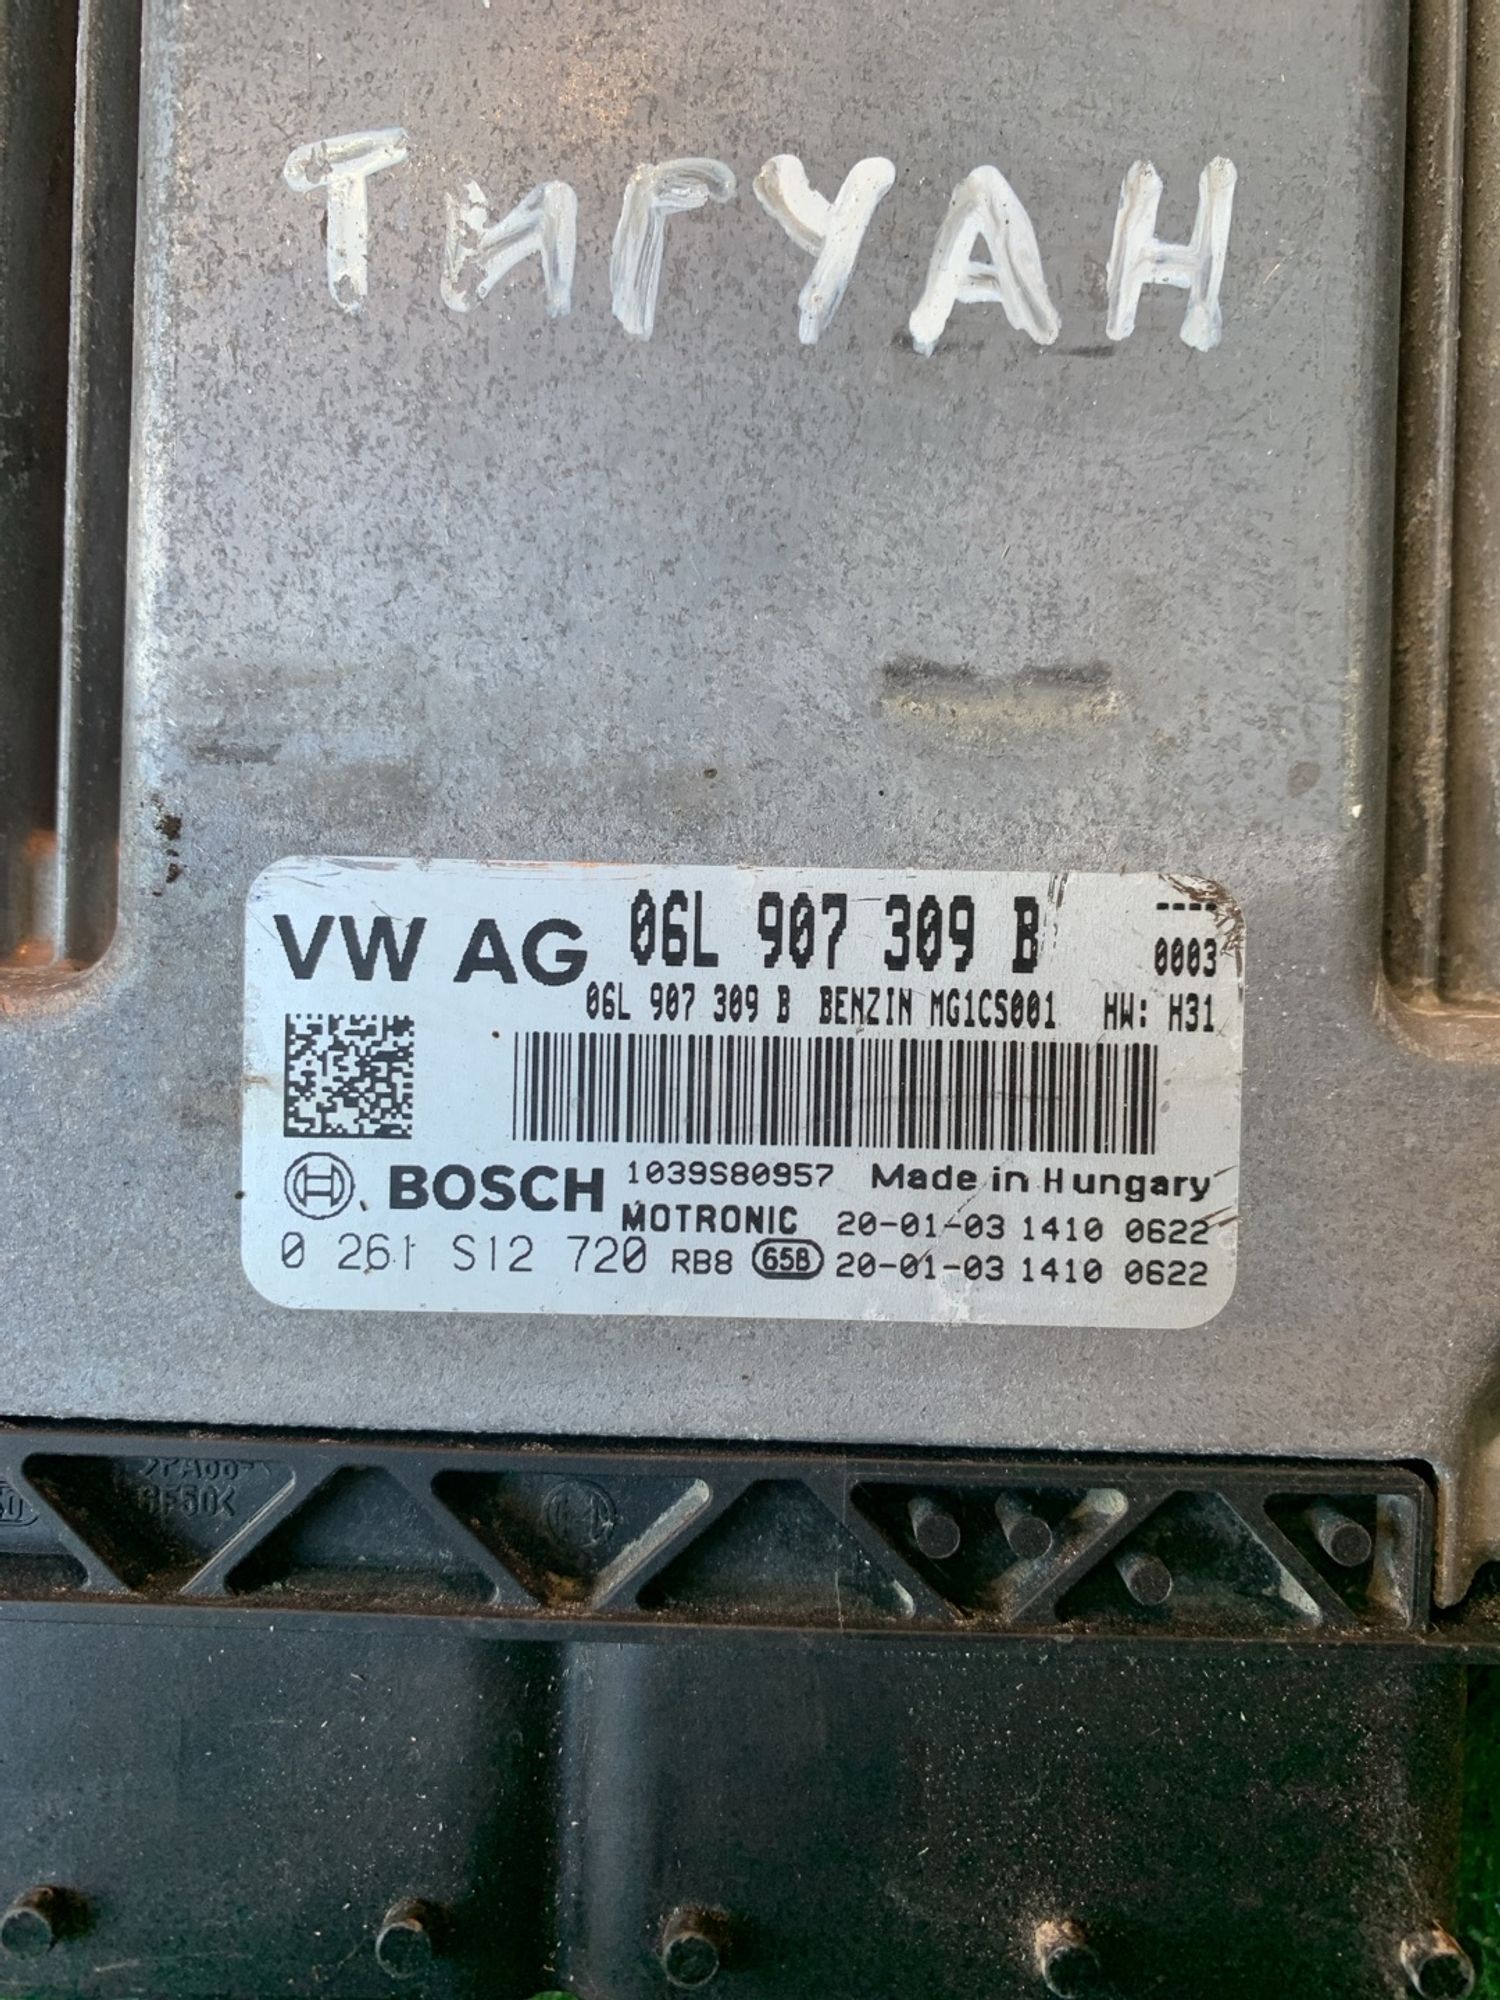 ТИГУАН
VW AG 06L 907 309 B ----
0003
06L 907 309 B BENZIN MG1CS001 HW: H31
BOSCH 1039S80957 Made in Hungary
MOTRONIC 20-01-03 1410 0622
0 261 S12 720 RB8 65B 20-01-03 1410 0622